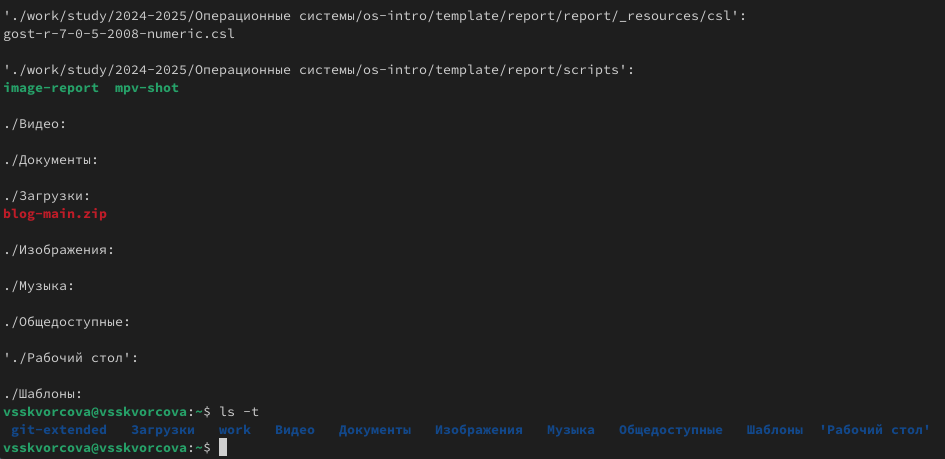 './work/study/2024-2025/Операционные системы/os-intro/template/report/report/_resources/csl':
gost-r-7-0-5-2008-numeric.csl
'./work/study/2024-2025/Операционные системы/os-intro/template/report/scripts':
image-report  mpv-shot
./Видео:
./Документы:
./Загрузки:
blog-main.zip
./Изображения:
./Музыка:
./Общедоступные:
'./Рабочий стол':
./Шаблоны:
vsskvorcova@vsskvorcova:~$ ls -t
git-extended   Загрузки   work   Видео   Документы   Изображения   Музыка   Общедоступные   Шаблоны  'Рабочий стол'
vsskvorcova@vsskvorcova:~$